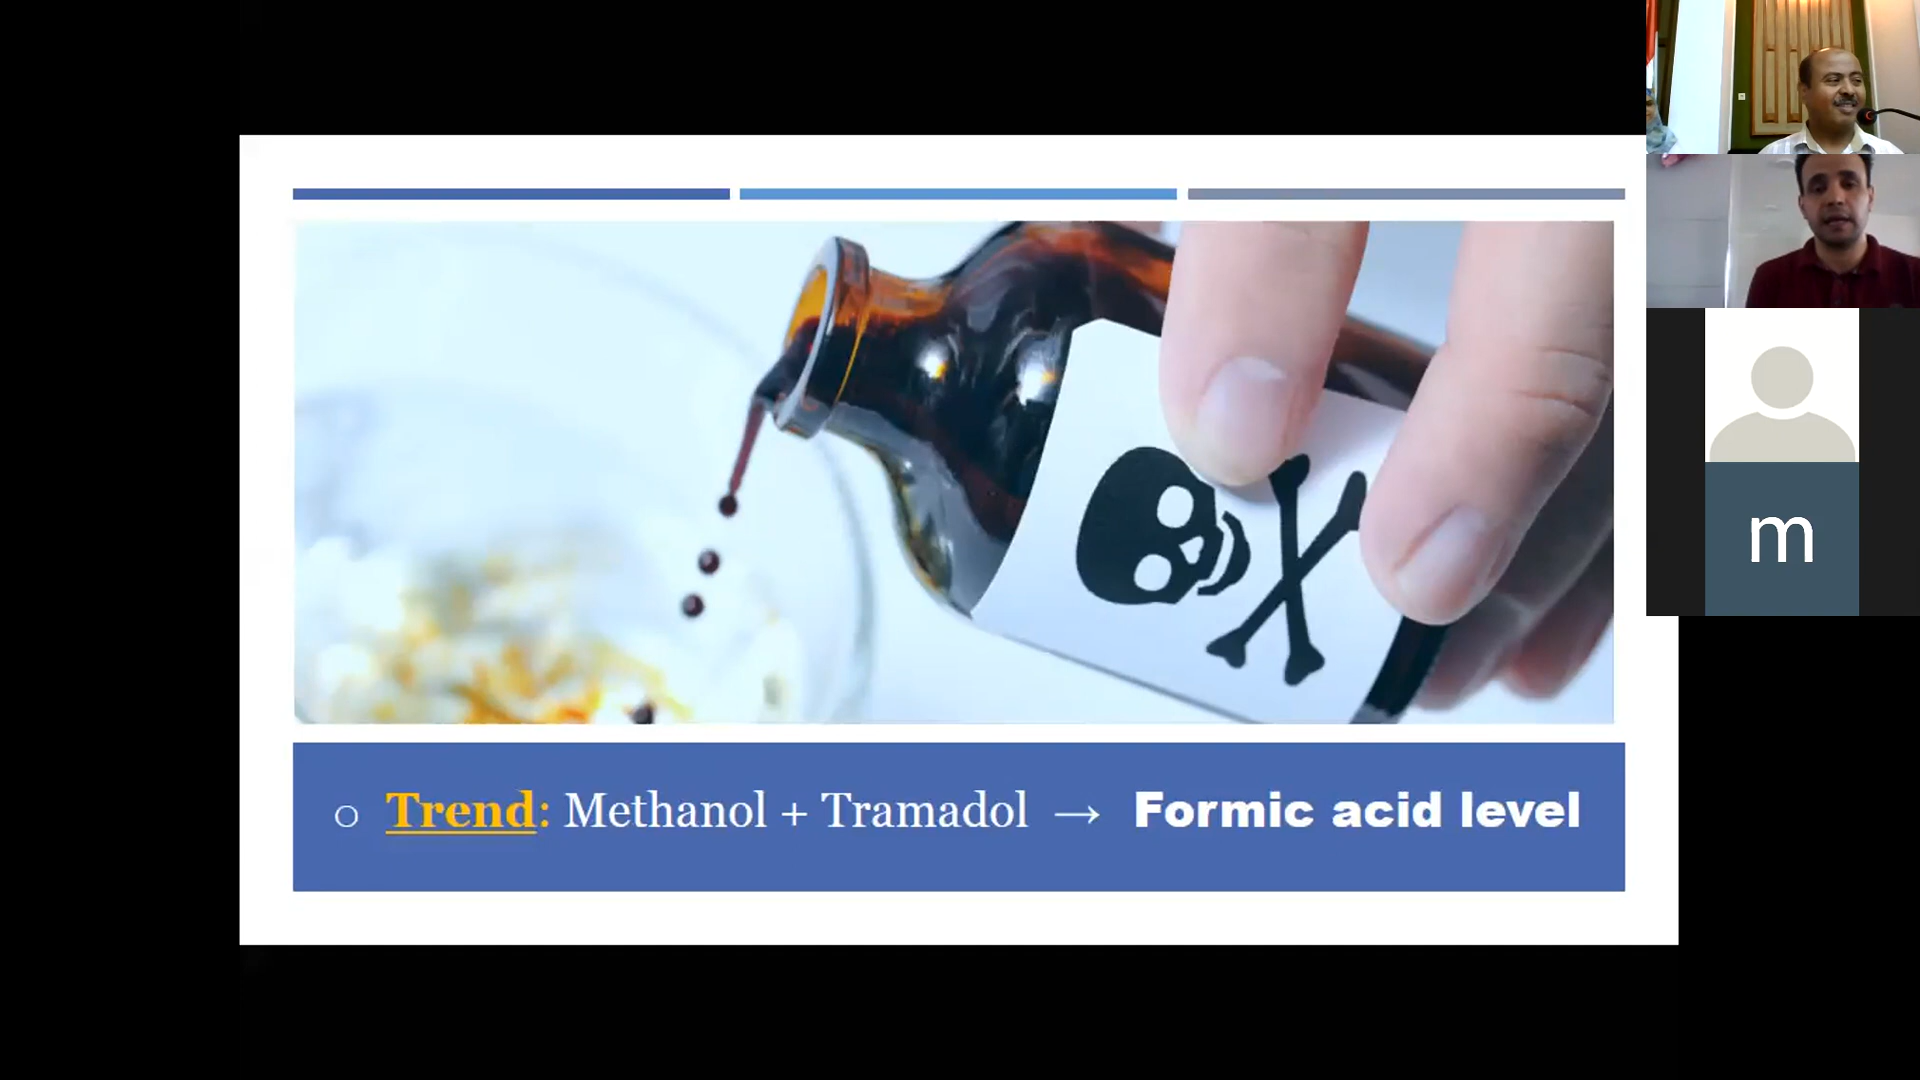 Trend: Methanol + Tramadol → Formic acid level
m